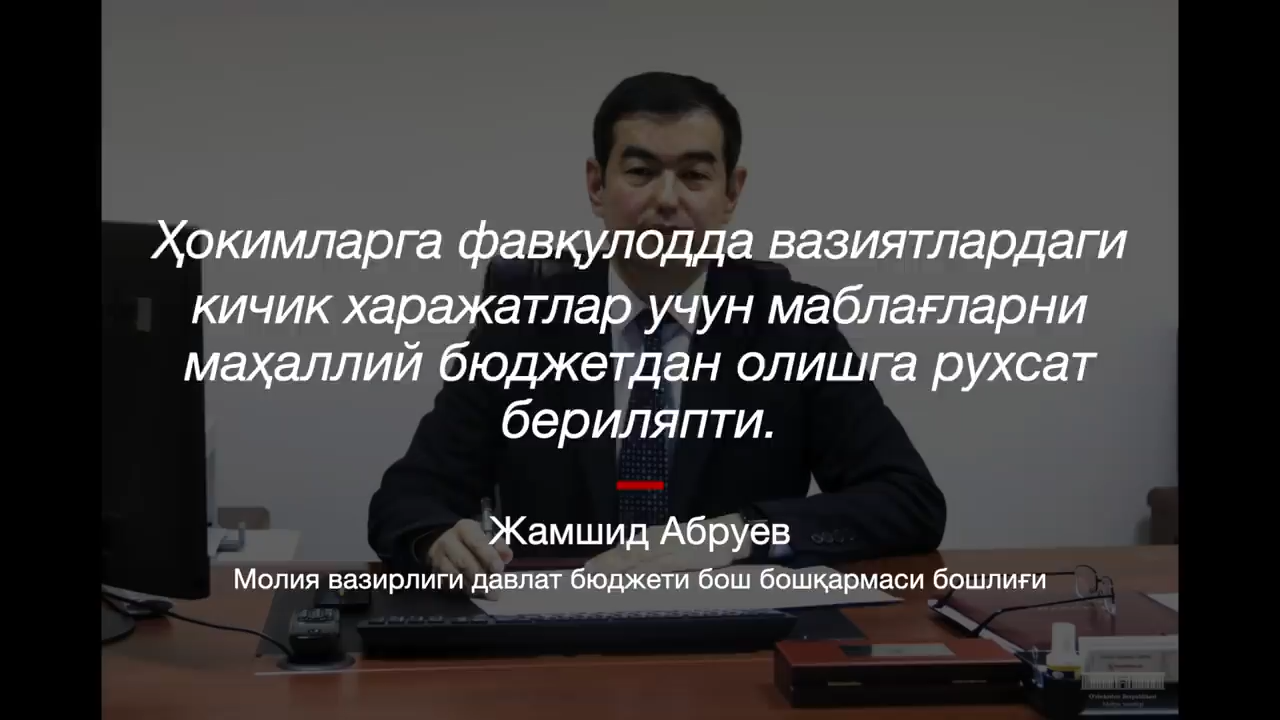 Ҳокимларга фавқулодда вазиятлардаги
кичик харажатлар учун маблағларни
маҳаллий бюджетдан олишга рухсат
бериляпти.
Жамшид Абруев
Молия вазирлиги давлат бюджети бош бошқармаси бошлиғи